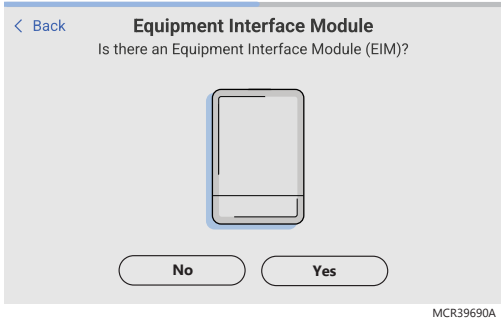 Back
Equipment Interface Module
Is there an Equipment Interface Module (EIM)?
No
Yes
MCR39690A